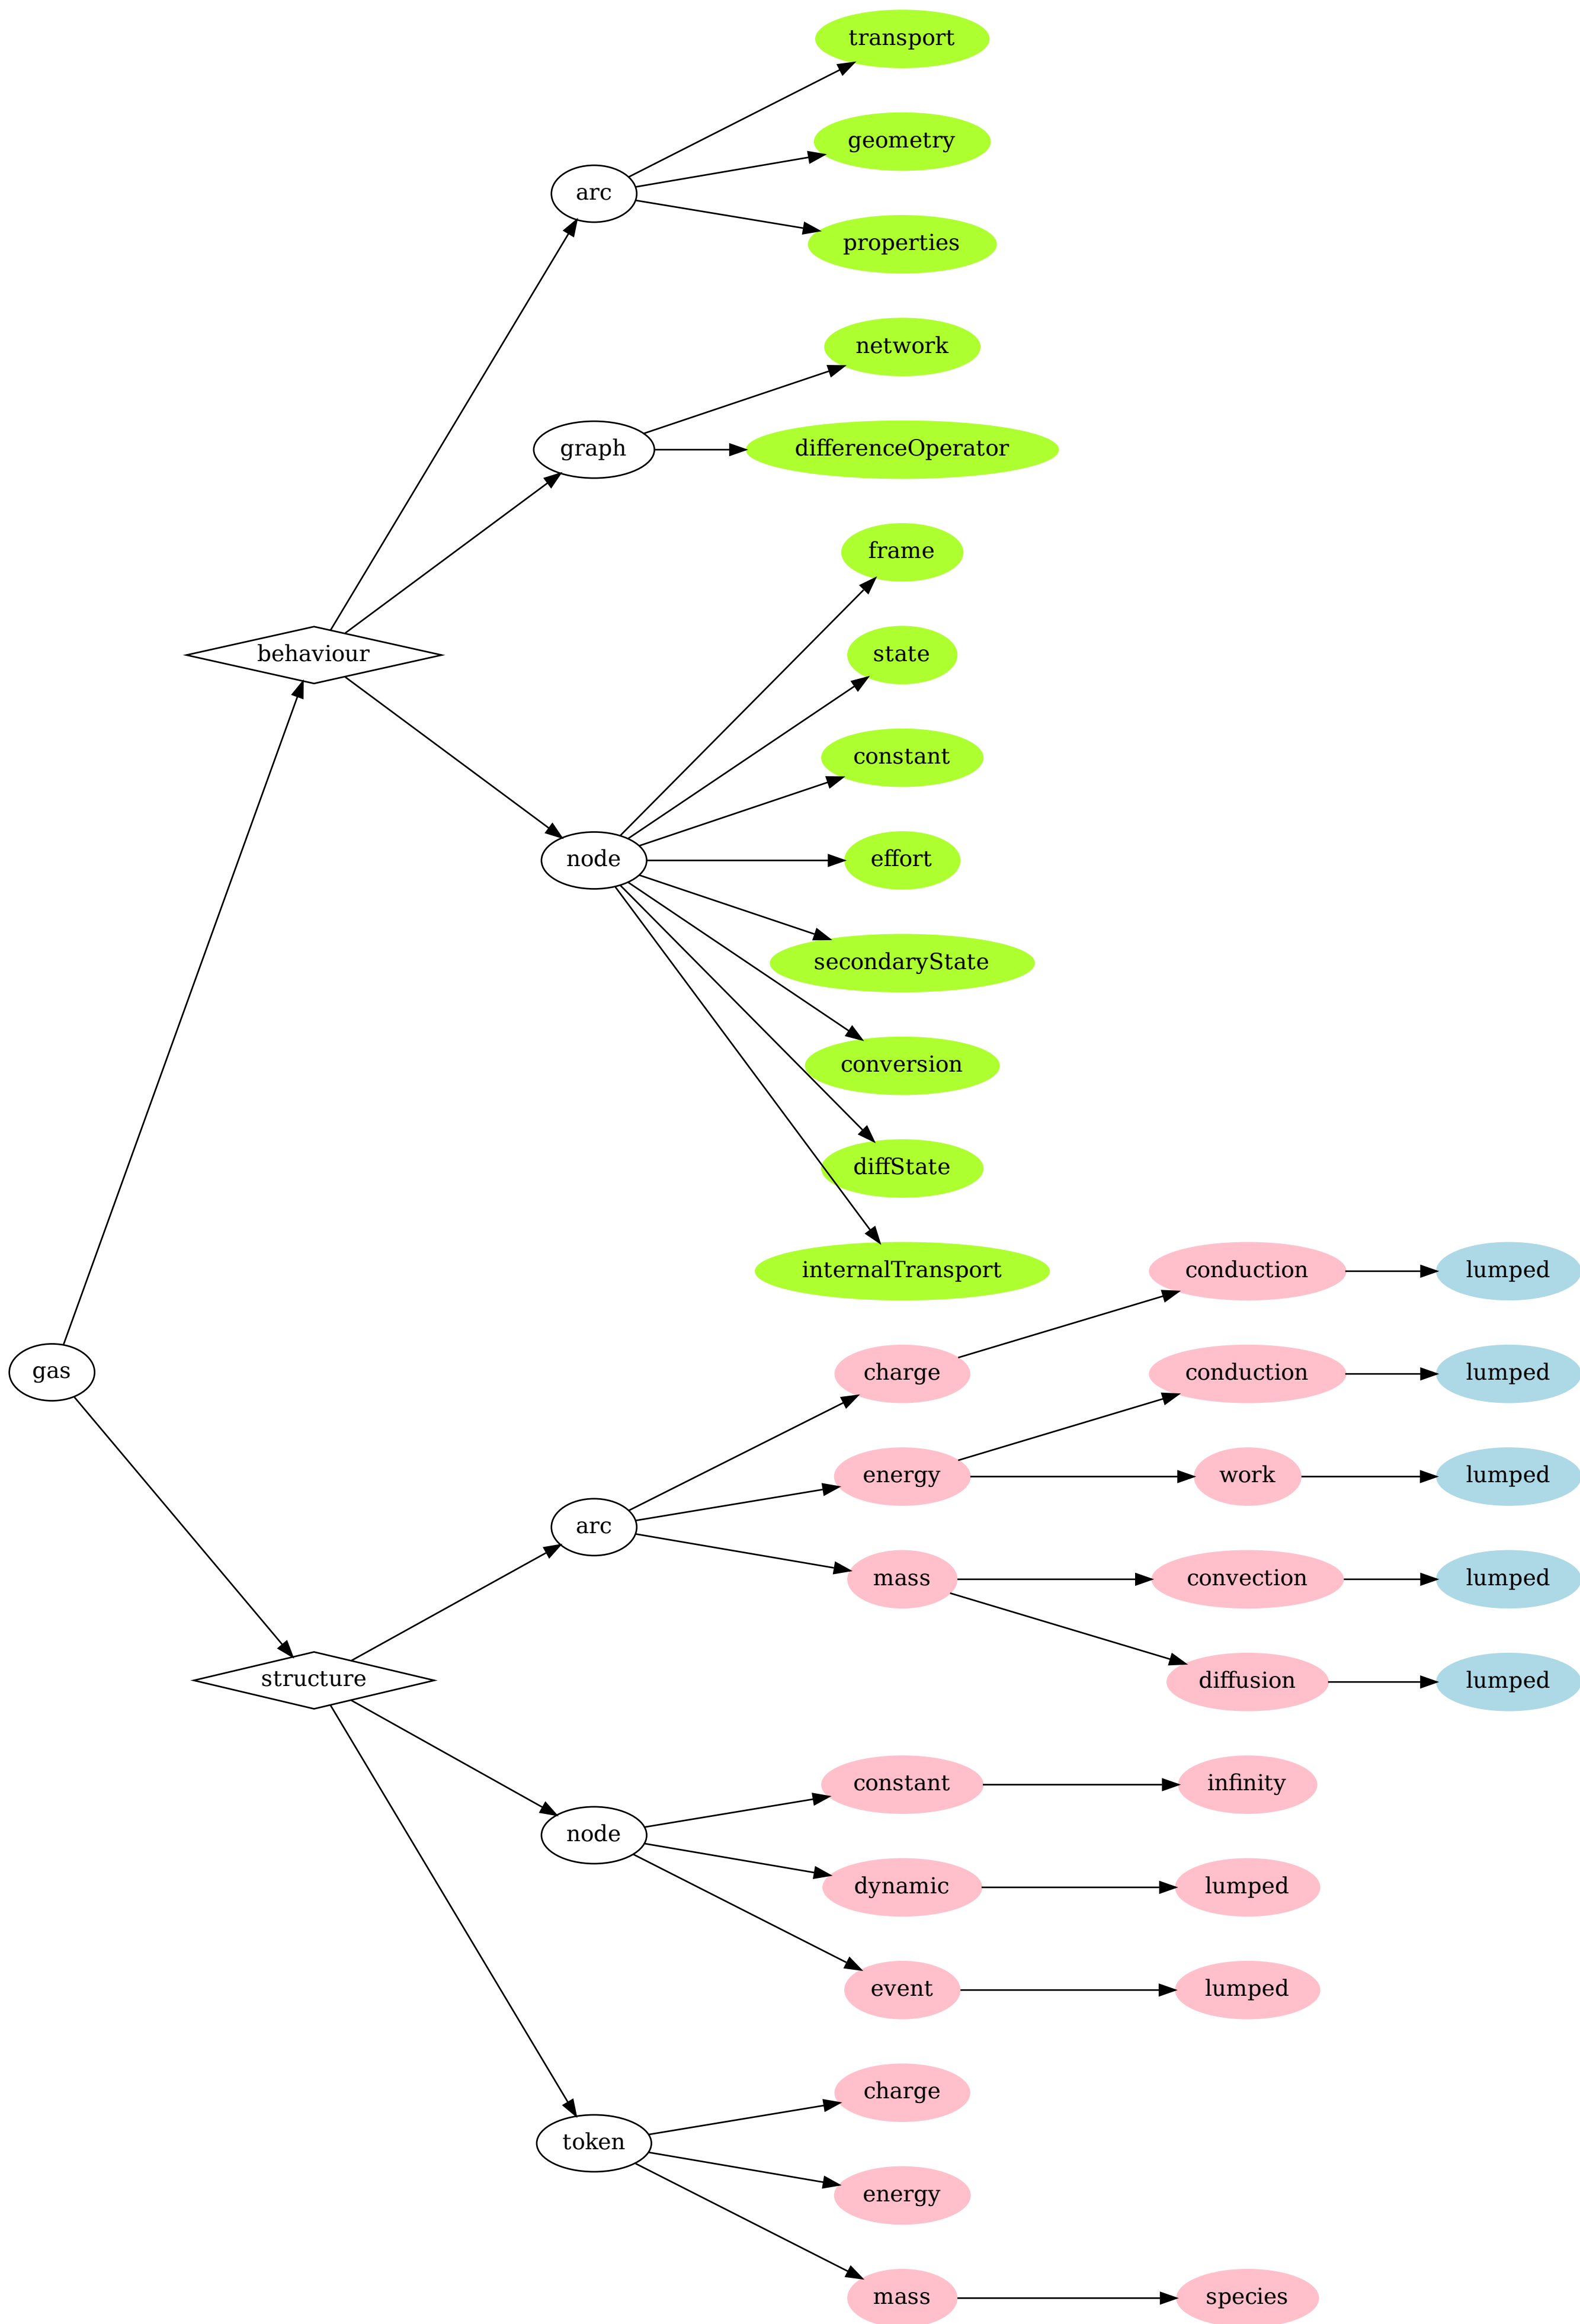 transport
geometry
arc
properties
network
graph
differenceOperator
frame
behaviour
state
constant
node
effort
secondaryState
conversion
diffState
internalTransport
conduction
lumped
gas
charge
conduction
lumped
energy
work
lumped
arc
mass
convection
lumped
structure
diffusion
lumped
constant
infinity
node
dynamic
lumped
event
lumped
charge
token
energy
mass
species